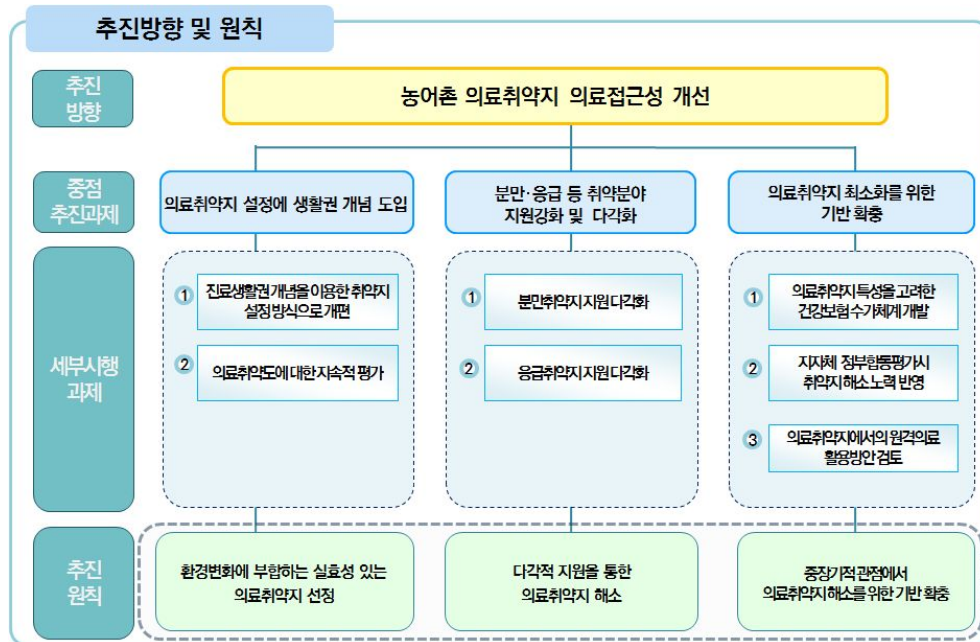 추진방향 및 원칙
추진
방향
농어촌 의료취약지 의료접근성 개선
중점
추진과제
의료취약지 설정에 생활권 개념 도입
분만·응급 등 취약분야
지원강화 및 다각화
의료취약지 최소화를 위한
기반 확충
세부시행
과제
1 진료생활권 개념을 이용한 취약지
설정 방식으로 개편
2 의료취약도에 대한 지속적 평가
1 분만취약지 지원 다각화
2 응급취약지 지원 다각화
1 의료취약지 특성을 고려한
건강보험 수가체계 개발
2 지자체 정부합동평가시
취약지 해소 노력 반영
3 의료취약지에서의 원격의료
활용방안 검토
추진
원칙
환경변화에 부합하는 실효성 있는
의료취약지 선정
다각적 지원을 통한
의료취약지 해소
중장기적 관점에서
의료취약지 해소를 위한 기반 확충